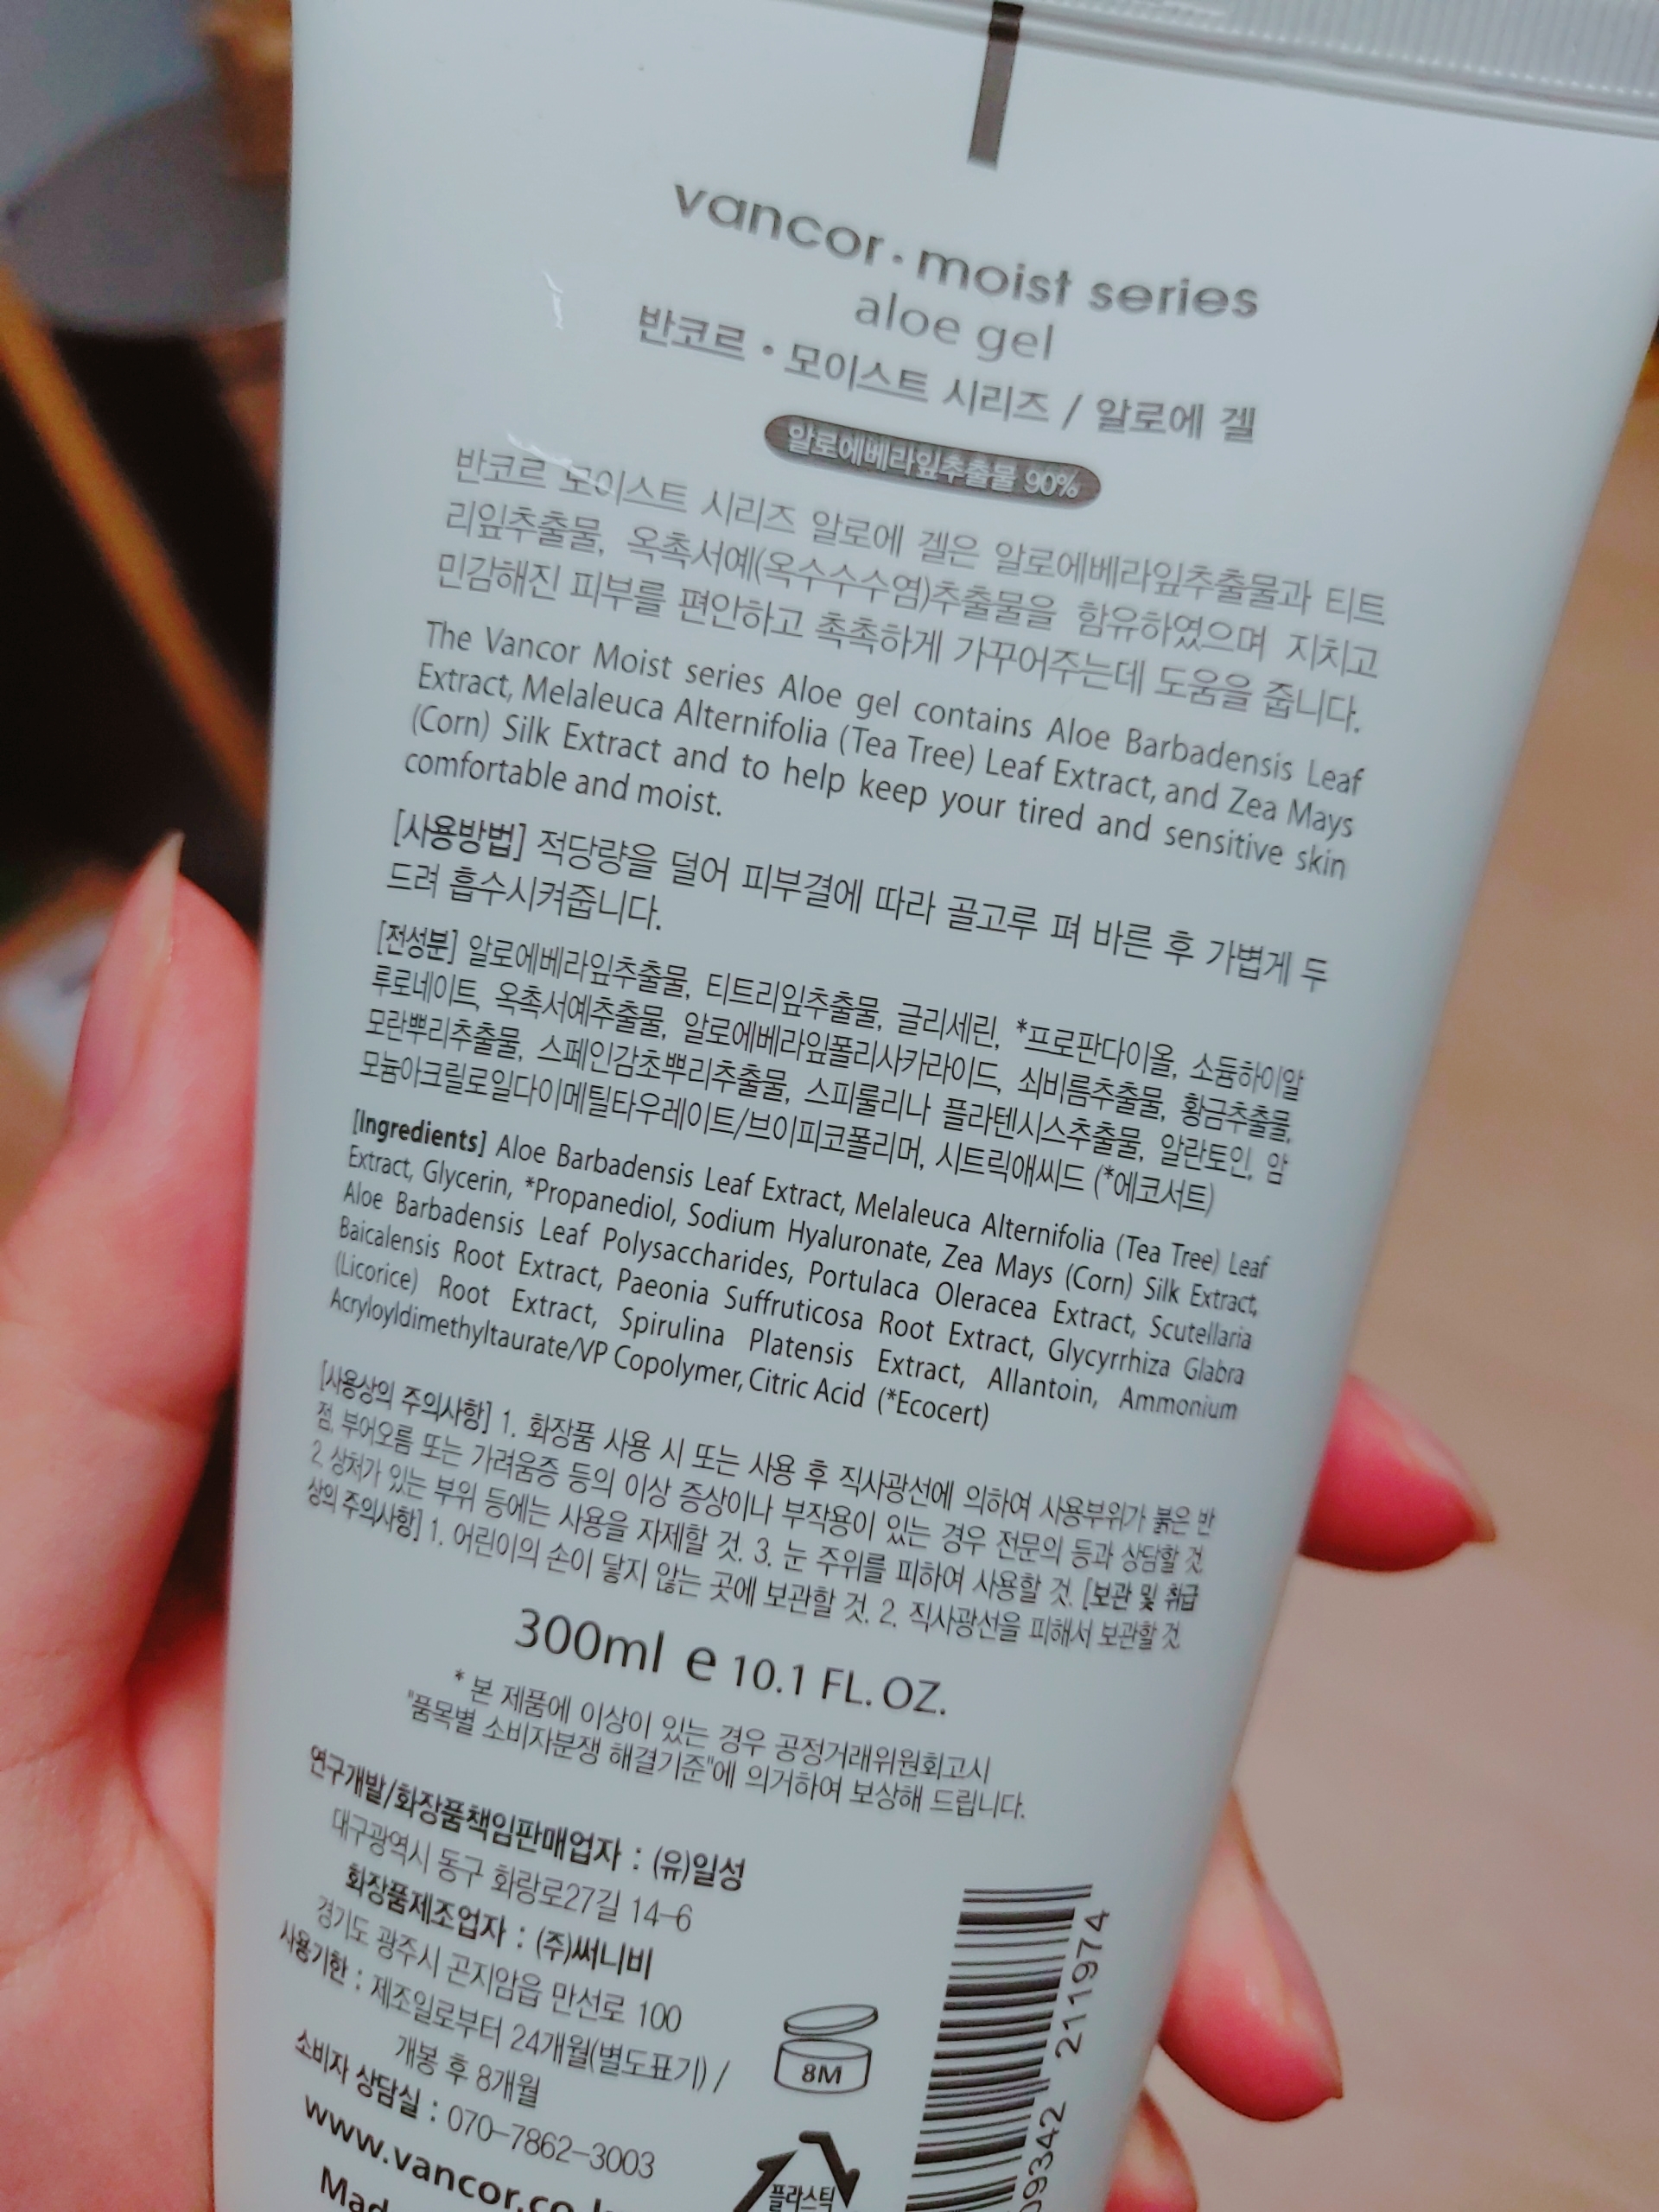 vancor · moist series
aloe gel
반코르 · 모이스트 시리즈 / 알로에 겔
알로에베라잎추출물 90%
반코르 모이스트 시리즈 알로에 겔은 알로에베라잎추출물과 티트
리잎추출물, 옥촉서예(옥수수수염)추출물을 함유하였으며 지치고
민감해진 피부를 편안하고 촉촉하게 가꾸어주는데 도움을 줍니다.
The Vancor Moist series Aloe gel contains Aloe Barbadensis Leaf
Extract, Melaleuca Alternifolia (Tea Tree) Leaf Extract, and Zea Mays
(Corn) Silk Extract and to help keep your tired and sensitive skin
comfortable and moist.
[사용방법] 적당량을 덜어 피부결에 따라 골고루 펴 바른 후 가볍게 두
드려 흡수시켜줍니다.
[전성분] 알로에베라잎추출물, 티트리잎추출물, 글리세린, *프로판다이올, 소듐하이알
루로네이트, 옥촉서예추출물, 알로에베라잎폴리사카라이드, 쇠비름추출물, 황금추출물,
모란뿌리추출물, 스페인감초뿌리추출물, 스피룰리나 플라텐시스추출물, 알란토인, 암
모늄아크릴로일다이메틸타우레이트/브이피코폴리머, 시트릭애씨드 (*에코서트)
[Ingredients] Aloe Barbadensis Leaf Extract, Melaleuca Alternifolia (Tea Tree) Leaf
Extract, Glycerin, *Propanediol, Sodium Hyaluronate, Zea Mays (Corn) Silk Extract,
Aloe Barbadensis Leaf Polysaccharides, Portulaca Oleracea Extract, Scutellaria
Baicalensis Root Extract, Paeonia Suffruticosa Root Extract, Glycyrrhiza Glabra
(Licorice) Root Extract, Spirulina Platensis Extract, Allantoin, Ammonium
Acryloyldimethyltaurate/VP Copolymer, Citric Acid (*Ecocert)
[사용상의 주의사항] 1. 화장품 사용 시 또는 사용 후 직사광선에 의하여 사용부위가 붉은 반
점, 부어오름 또는 가려움증 등의 이상 증상이나 부작용이 있는 경우 전문의 등과 상담할 것.
2. 상처가 있는 부위 등에는 사용을 자제할 것. 3. 눈 주위를 피하여 사용할 것. [보관 및 취급
상의 주의사항] 1. 어린이의 손이 닿지 않는 곳에 보관할 것. 2. 직사광선을 피해서 보관할 것.
300ml e 10.1 FL. OZ.
* 본 제품에 이상이 있는 경우 공정거래위원회고시
"품목별 소비자분쟁 해결기준"에 의거하여 보상해 드립니다.
연구개발/화장품책임판매업자 : (유)일성
대구광역시 동구 화랑로27길 14-6
화장품제조업자 : (주)써니비
경기도 광주시 곤지암읍 만선로 100
사용기한 : 제조일로부터 24개월(별도표기) /
개봉 후 8개월
소비자 상담실 : 070-7862-3003
www.vancor.co
8M
플라스틱
09342 211974